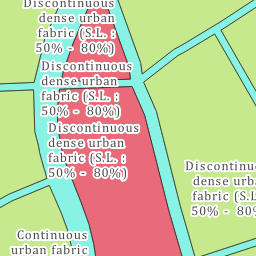 Discontinuous
dense urban
fabric (S.L. :
50% - 80%)
Discontinuous
dense urban
fabric (S.L. :
50% - 80%)
Discontinuous
dense urban
fabric (S.L. :
50% - 80%)
Discontinuo
dense urba
fabric (S.L
50% - 80%
Continuous
urban fabric